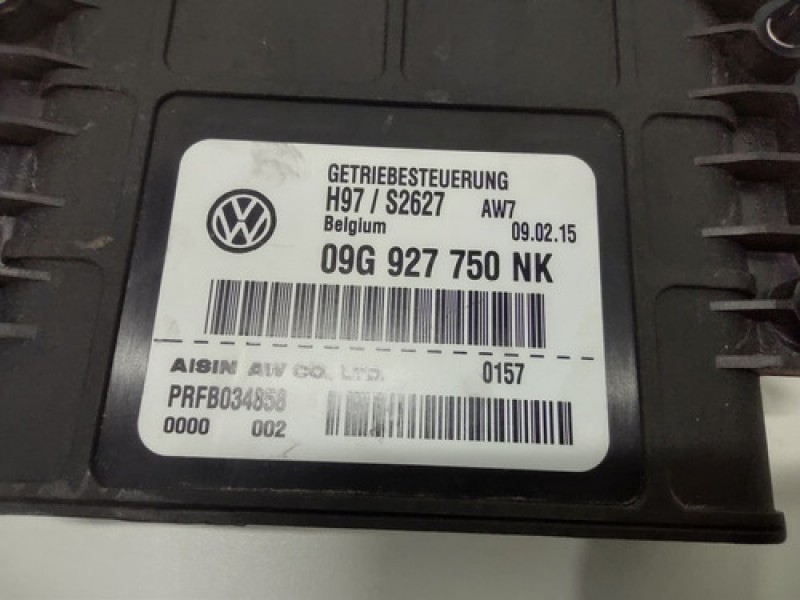 GETRIEBESTEUERUNG
H97 / S2627 AW7
Belgium 09.02.15
09G 927 750 NK
AISIN AW CO., LTD. 0157
PRFB034858
0000 002